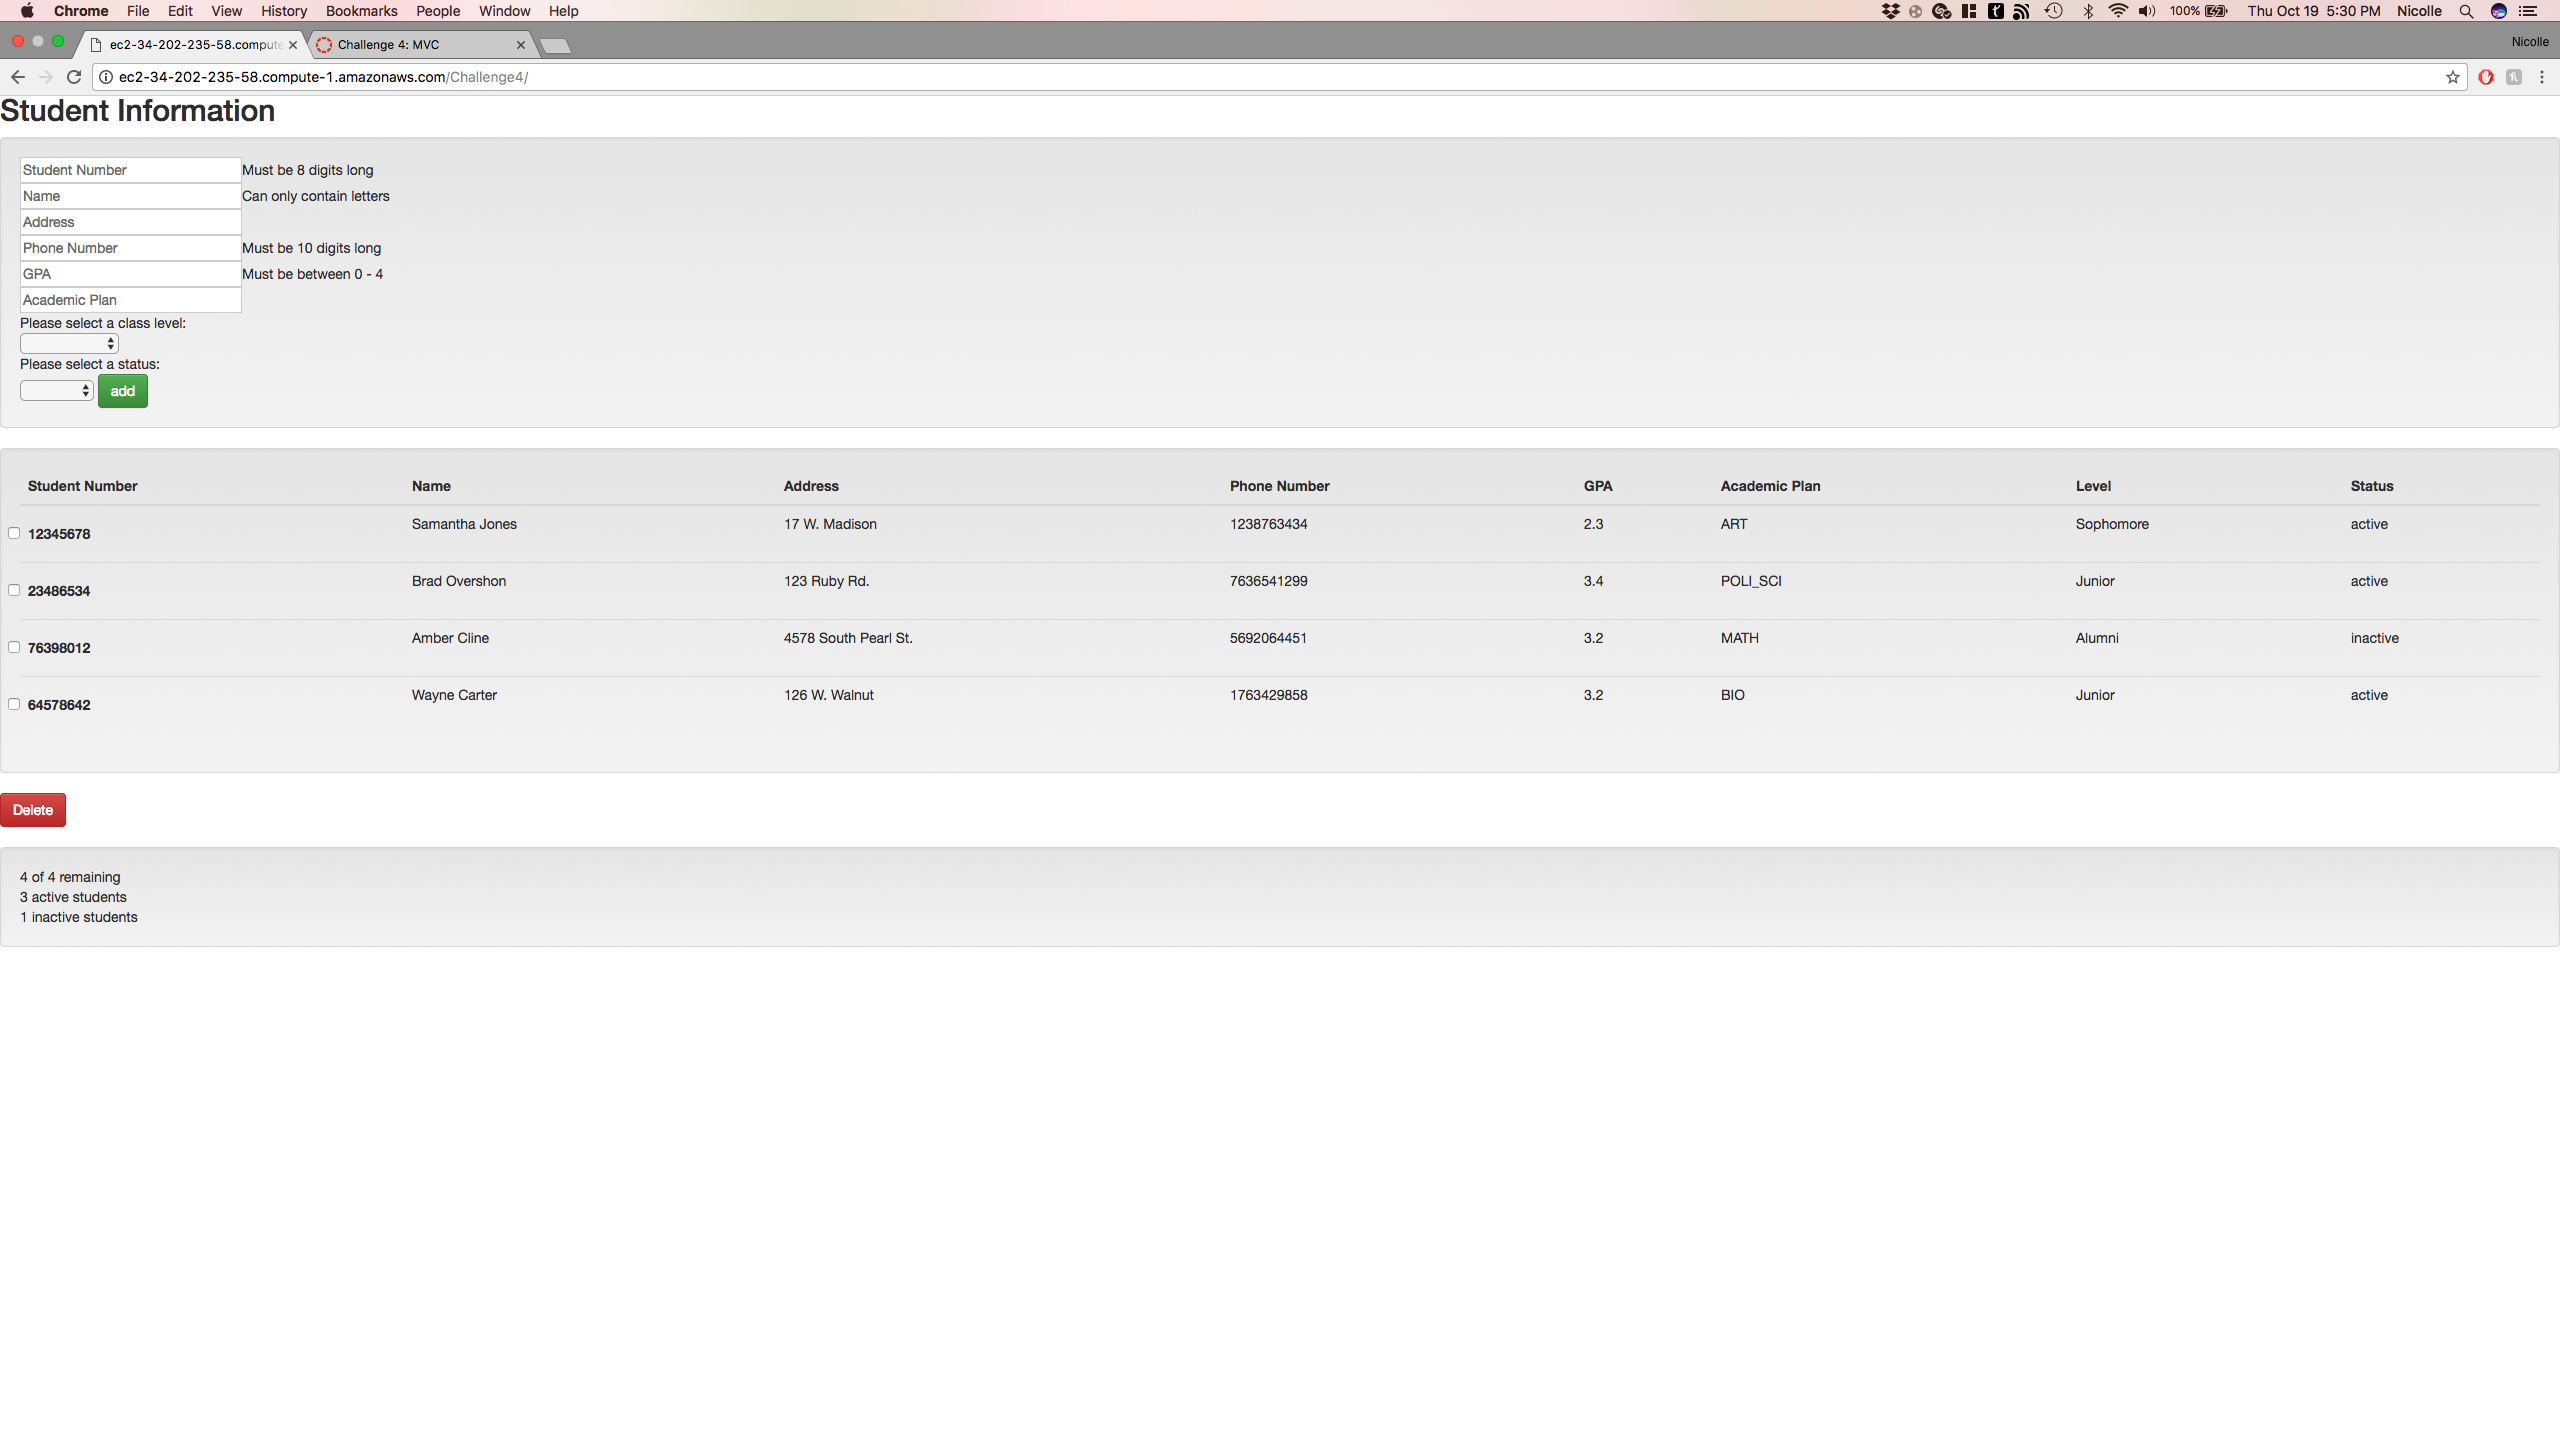 Chrome File Edit View History Bookmarks People Window Help 100% Thu Oct 19 5:30 PM Nicolle
ec2-34-202-235-58.compute Challenge 4: MVC Nicolle
ec2-34-202-235-58.compute-1.amazonaws.com/Challenge4/
Student Information
Student Number Must be 8 digits long
Name Can only contain letters
Address
Phone Number Must be 10 digits long
GPA Must be between 0 - 4
Academic Plan
Please select a class level:
Please select a status:
add
Student Number Name Address Phone Number GPA Academic Plan Level Status
12345678 Samantha Jones 17 W. Madison 1238763434 2.3 ART Sophomore active
23486534 Brad Overshon 123 Ruby Rd. 7636541299 3.4 POLI_SCI Junior active
76398012 Amber Cline 4578 South Pearl St. 5692064451 3.2 MATH Alumni inactive
64578642 Wayne Carter 126 W. Walnut 1763429858 3.2 BIO Junior active
Delete
4 of 4 remaining
3 active students
1 inactive students